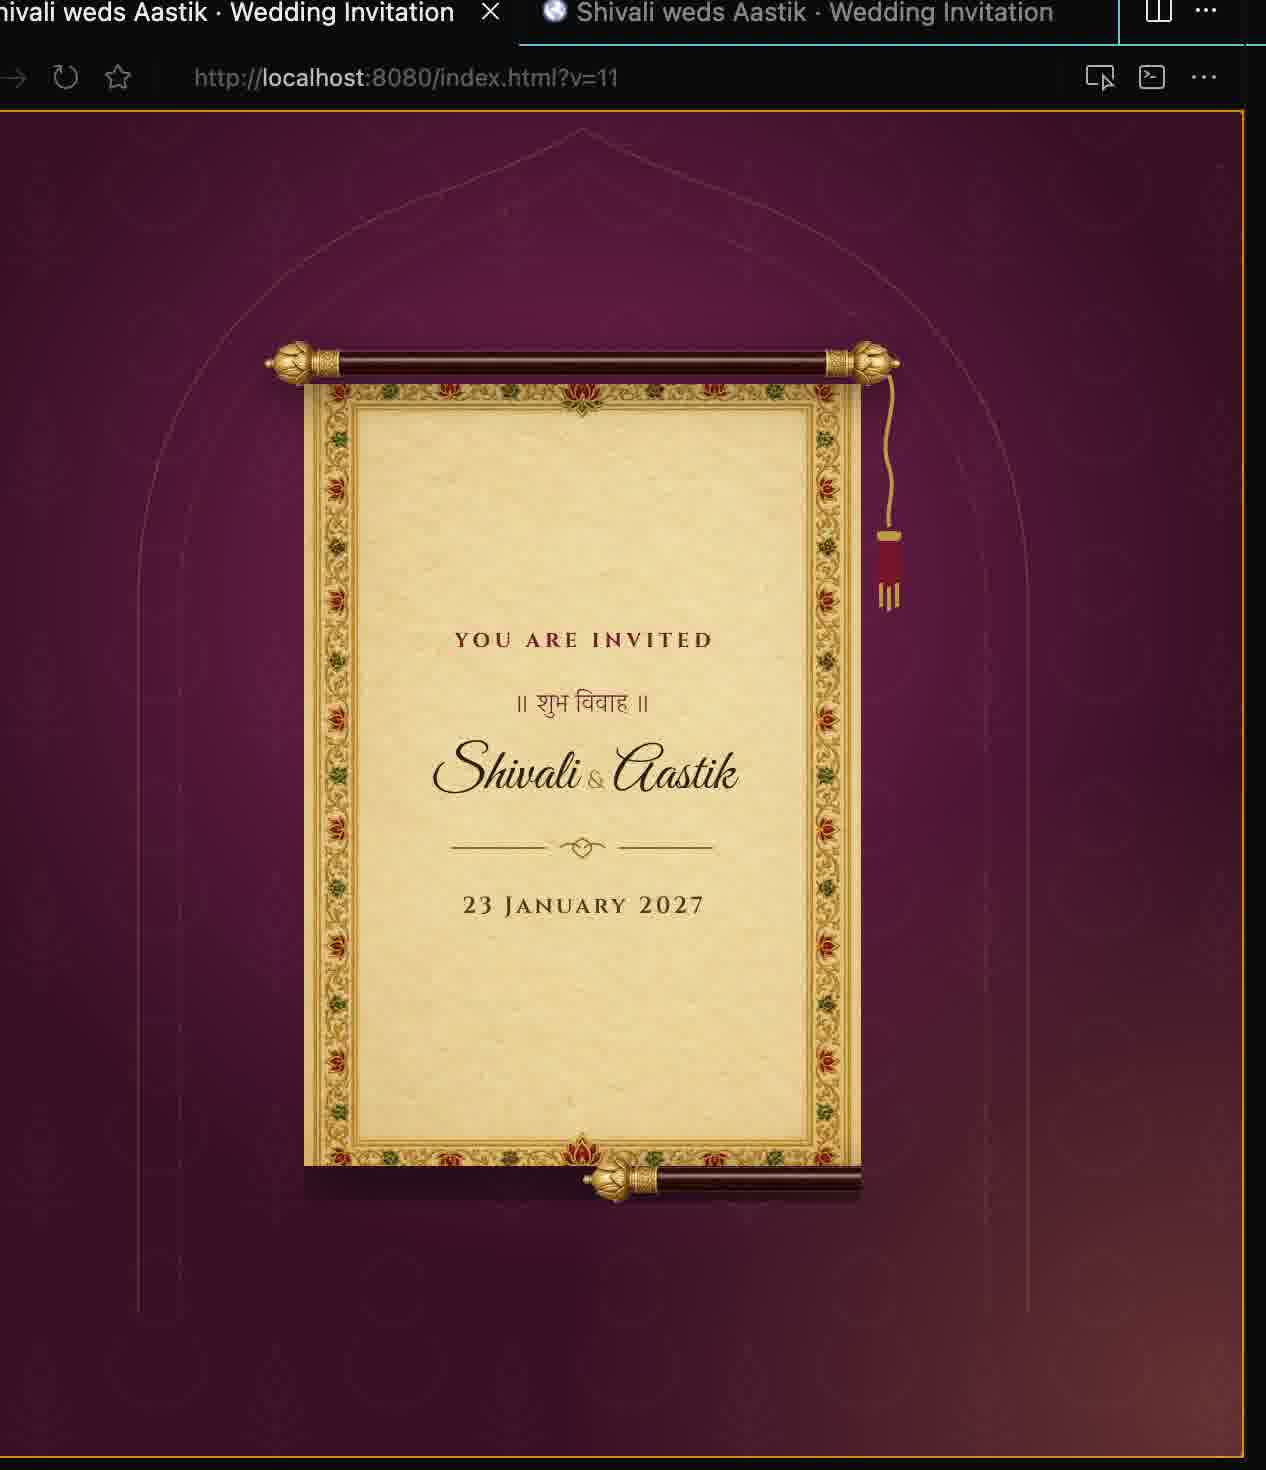 hivali weds Aastik · Wedding Invitation
Shivali weds Aastik · Wedding Invitation
http://localhost:8080/index.html?v=11
YOU ARE INVITED
॥ शुभ विवाह ॥
Shivali & Aastik
23 JANUARY 2027